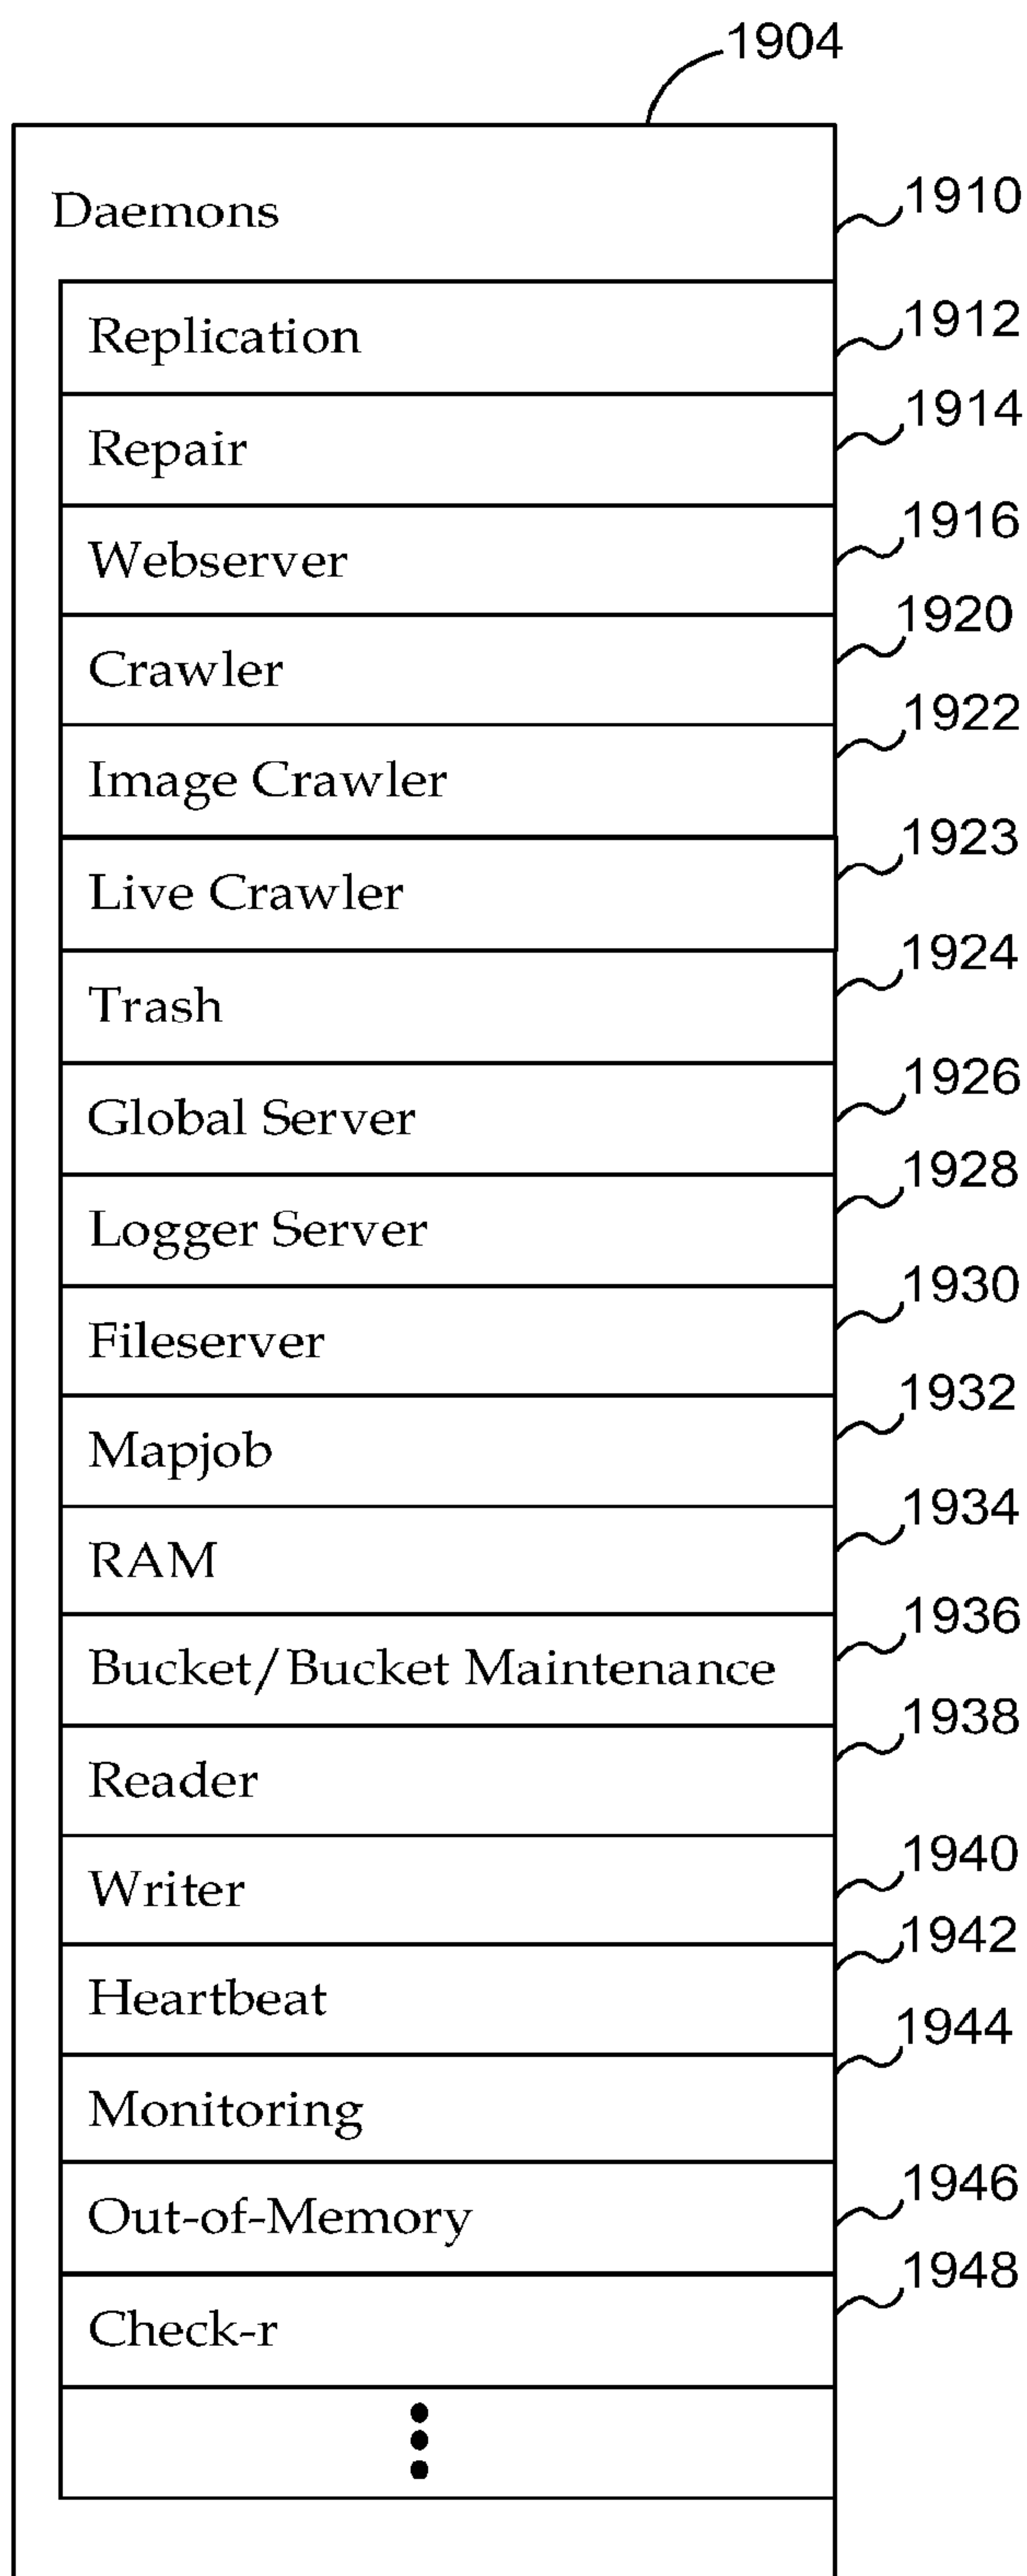 1904
Daemons 1910
Replication 1912
Repair 1914
Webserver 1916
Crawler 1920
Image Crawler 1922
Live Crawler 1923
Trash 1924
Global Server 1926
Logger Server 1928
Fileserver 1930
Mapjob 1932
RAM 1934
Bucket/Bucket Maintenance 1936
Reader 1938
Writer 1940
Heartbeat 1942
Monitoring 1944
Out-of-Memory 1946
Check-r 1948